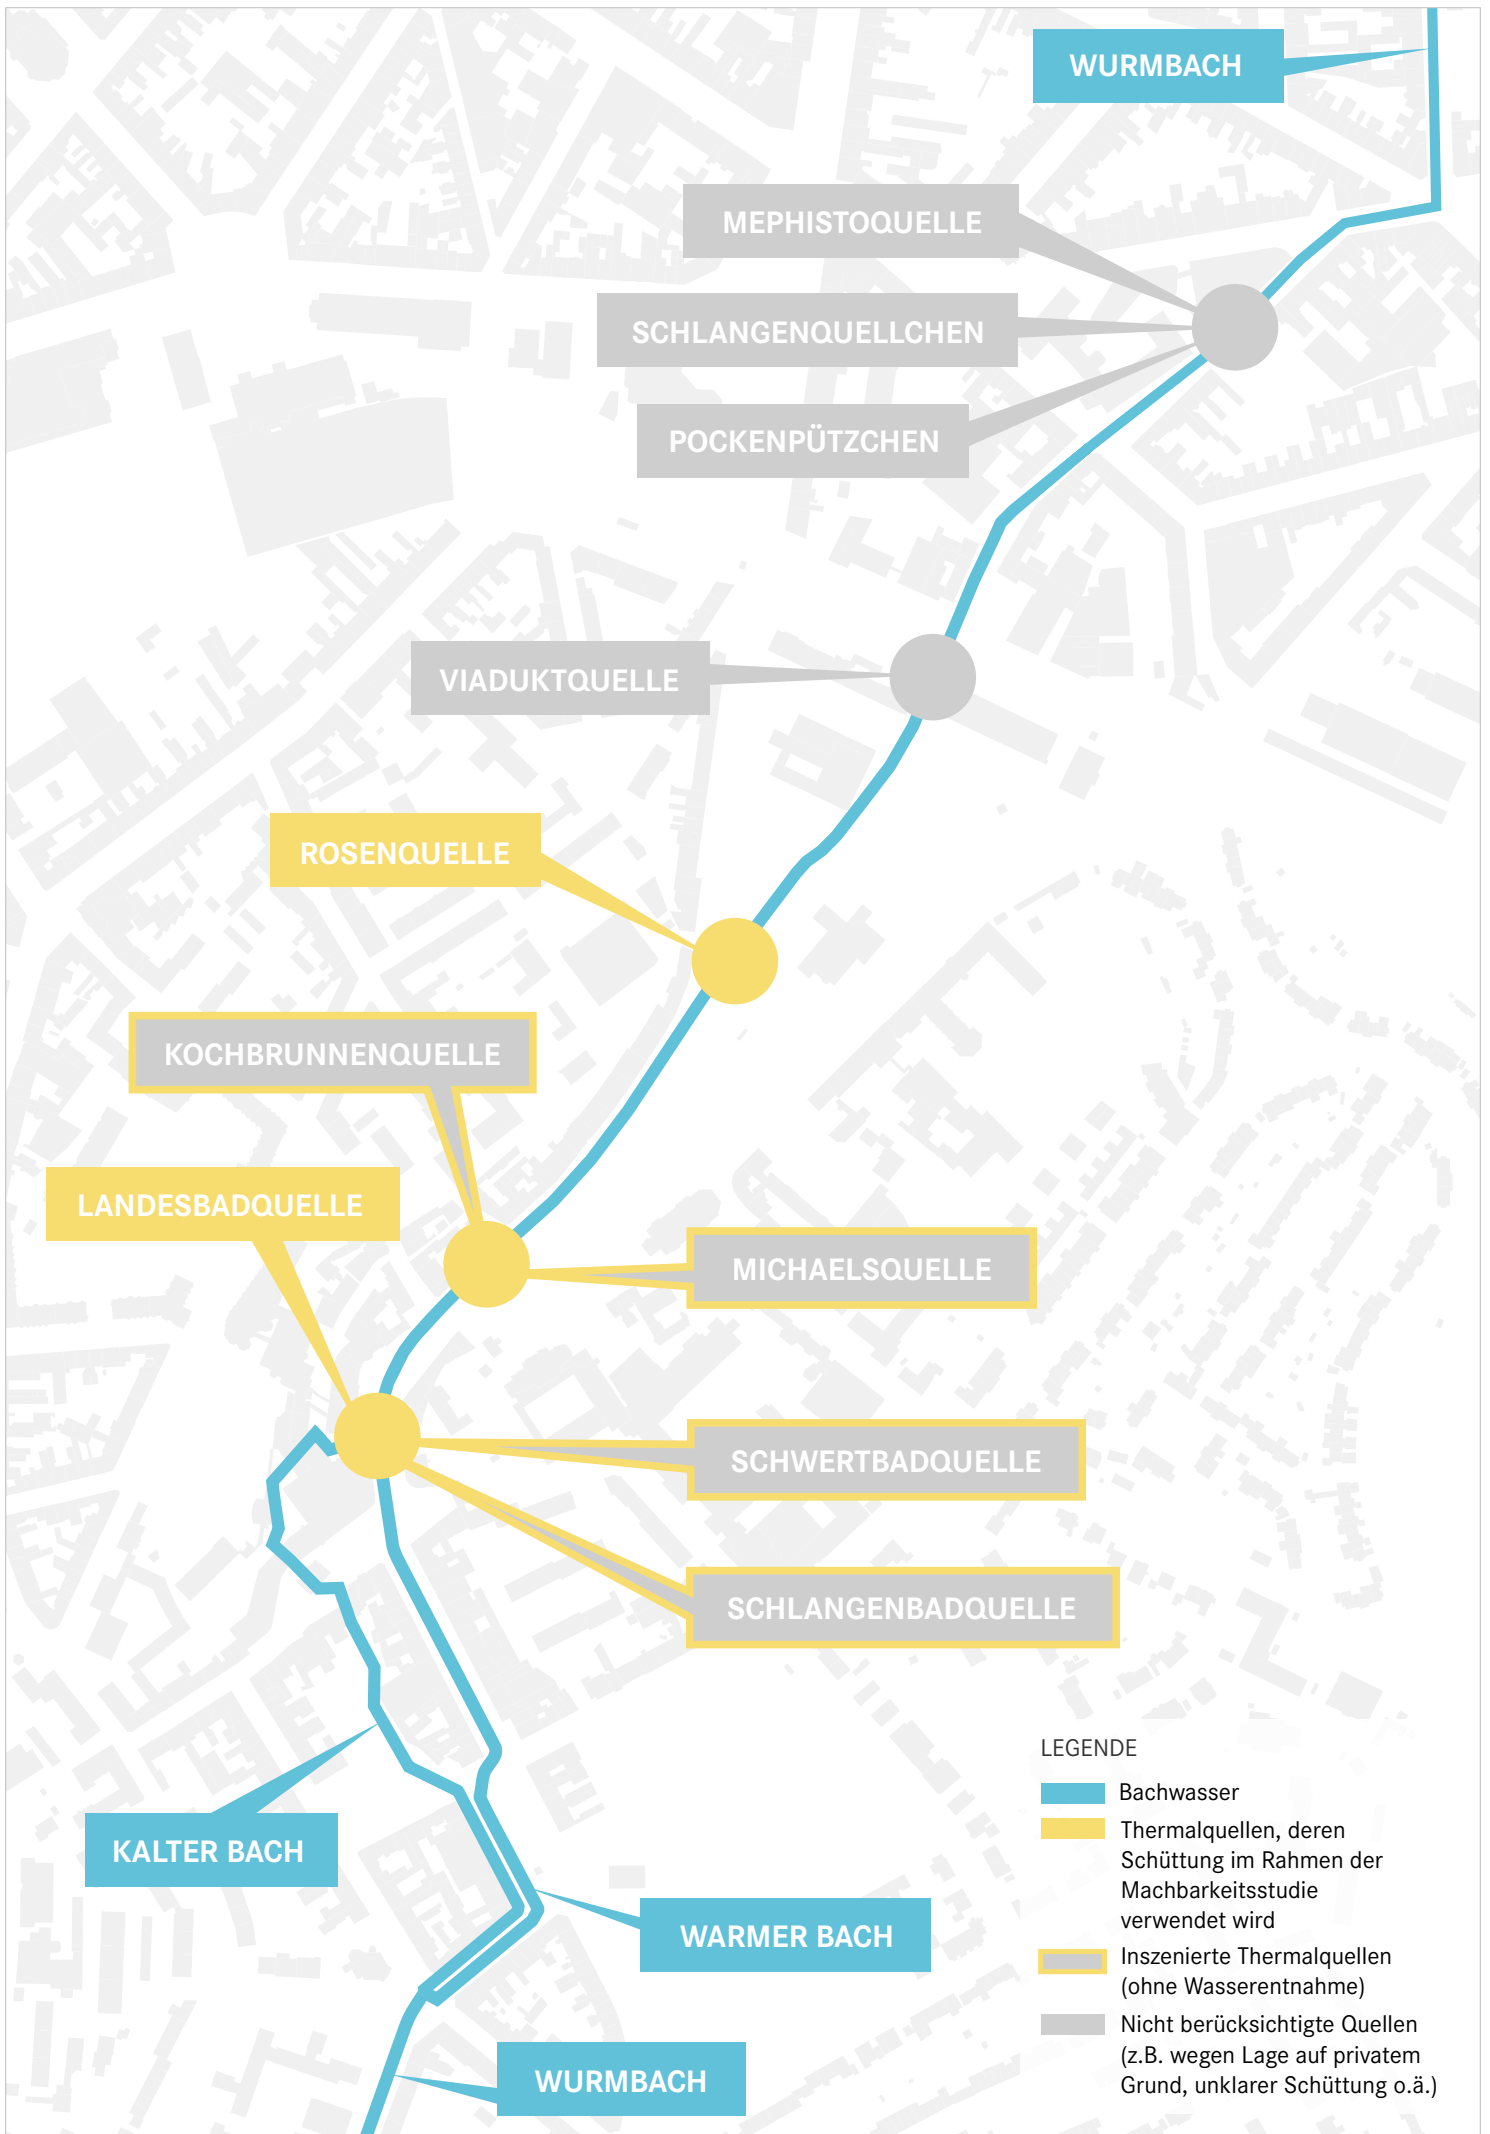 WURMBACH
MEPHISTOQUELLE
SCHLANGENQUELLCHEN
POCKENPÜTZCHEN
VIADUKTQUELLE
ROSENQUELLE
KOCHBRUNNENQUELLE
LANDESBADQUELLE
MICHAELSQUELLE
SCHWERTBADQUELLE
SCHLANGENBADQUELLE
KALTER BACH
WARMER BACH
WURMBACH
LEGENDE
Bachwasser
Thermalquellen, deren
Schüttung im Rahmen der
Machbarkeitsstudie
verwendet wird
Inszenierte Thermalquellen
(ohne Wasserentnahme)
Nicht berücksichtigte Quellen
(z.B. wegen Lage auf privatem
Grund, unklarer Schüttung o.ä.)